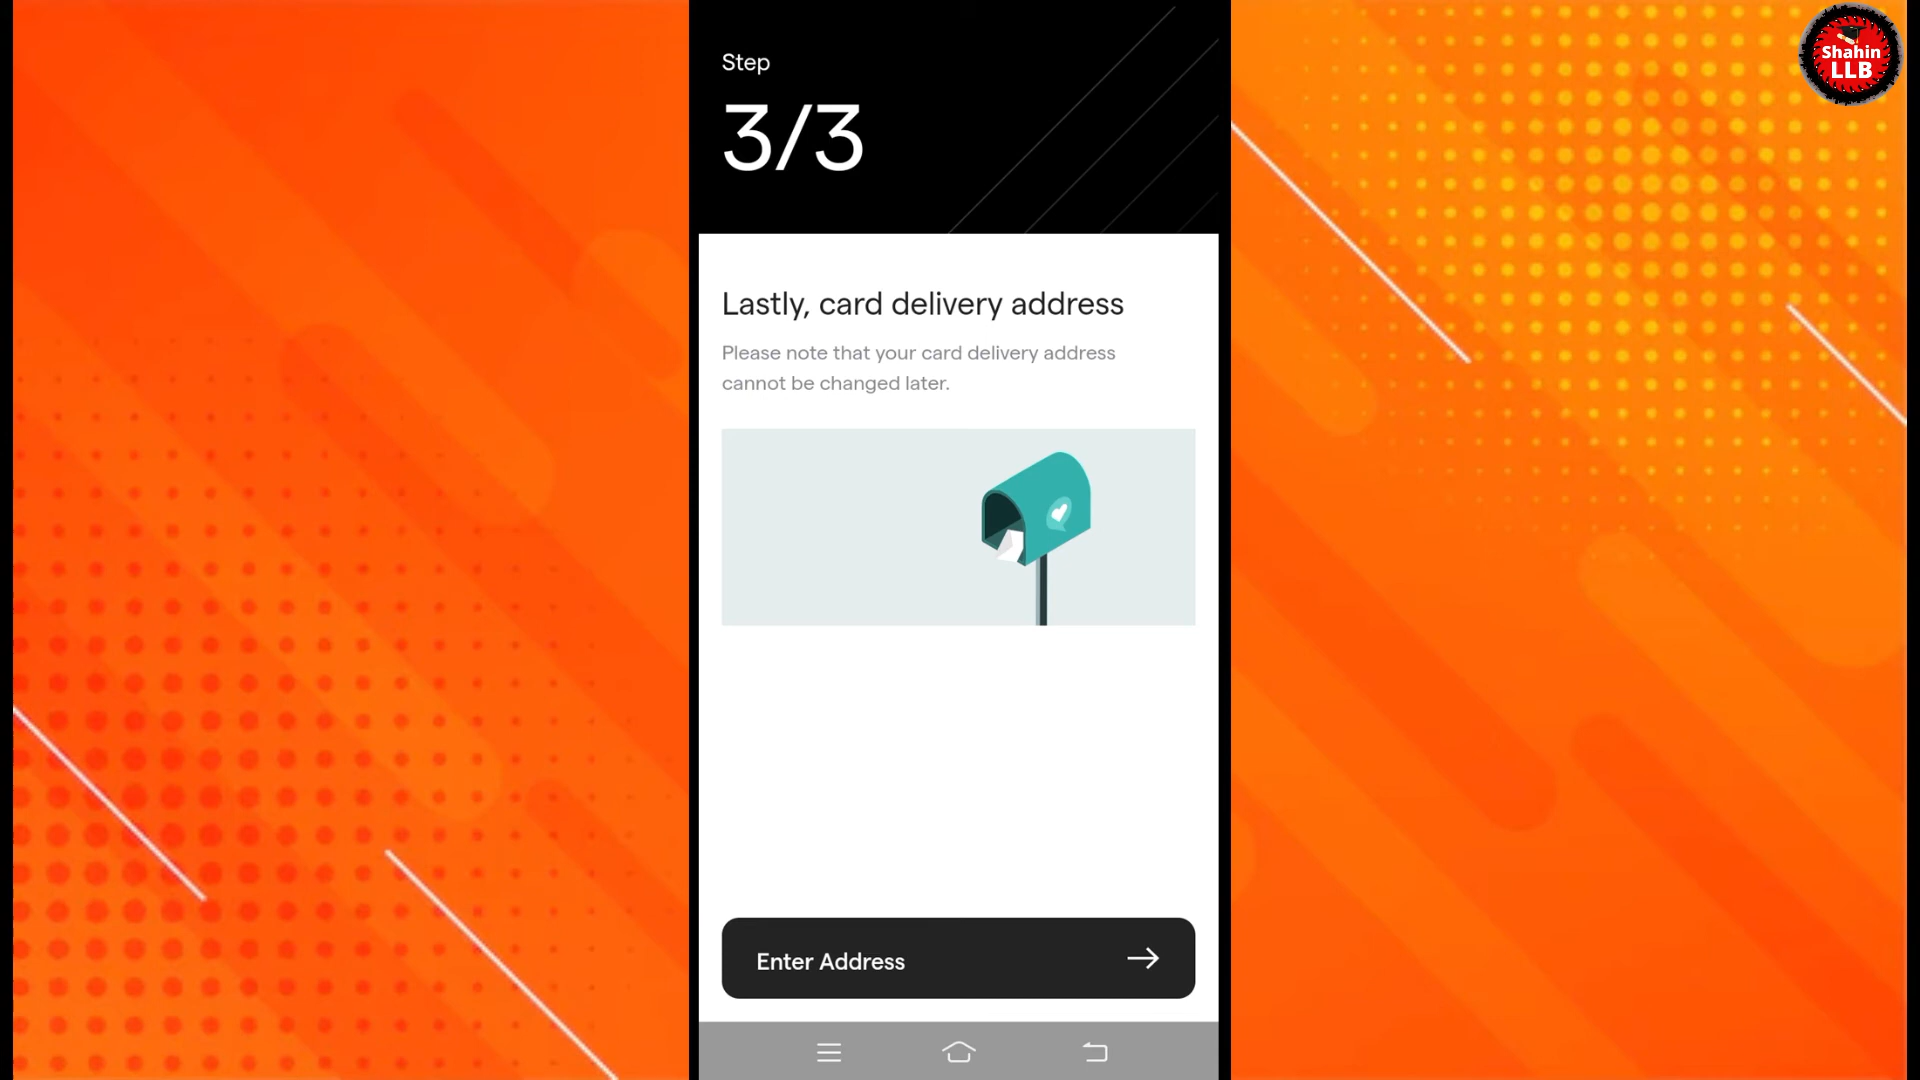 Step
3/3
Lastly, card delivery address
Please note that your card delivery address
cannot be changed later.
Enter Address
Shahin
LLB